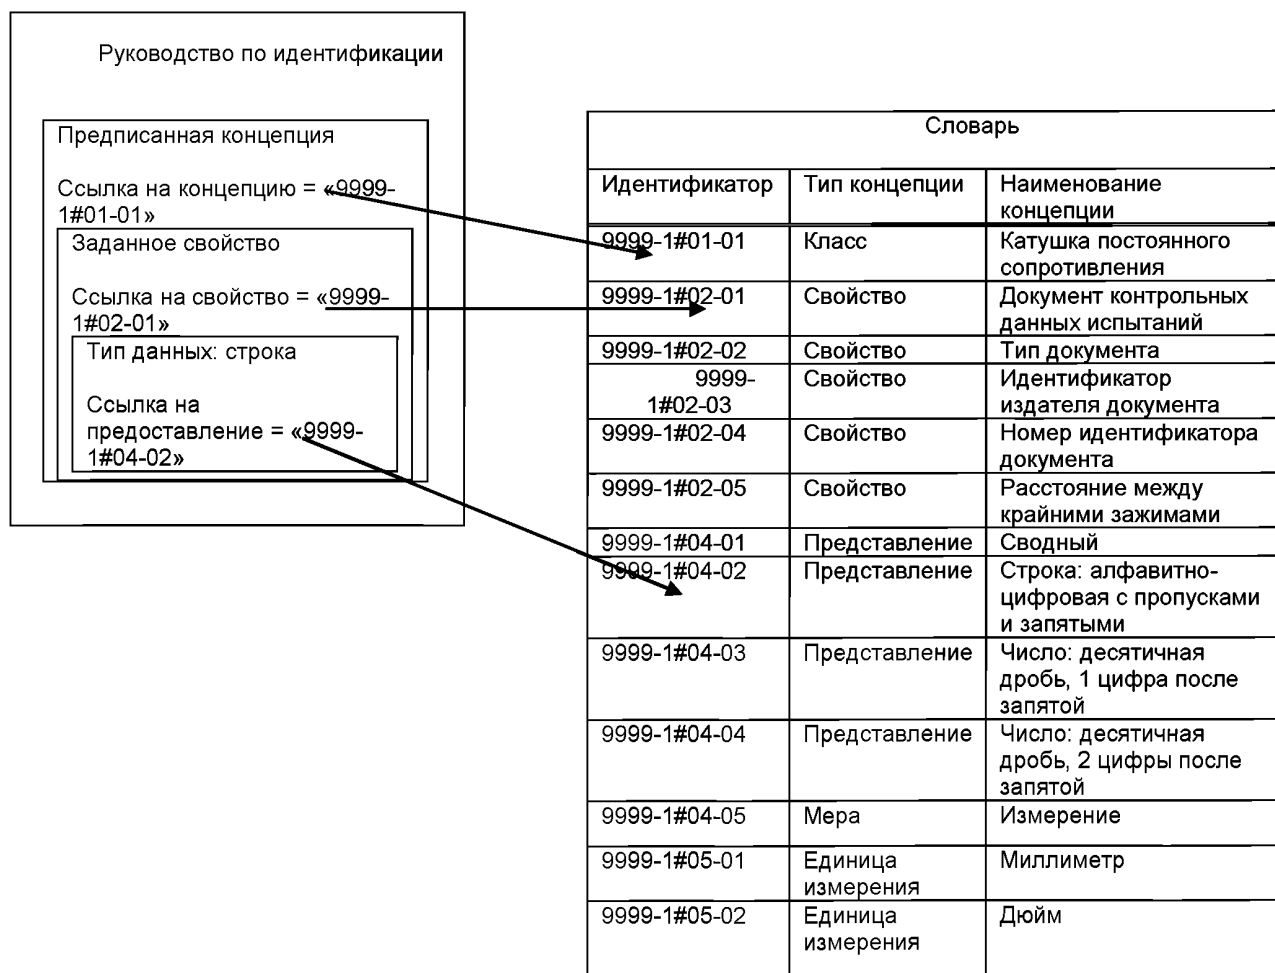 Руководство по идентификации
Предписанная концепция
Ссылка на концепцию = «9999-
1#01-01»
Заданное свойство
Ссылка на свойство = «9999-
1#02-01»
Тип данных: строка
Ссылка на
предоставление = «9999-
1#04-02»
Словарь
Идентификатор
Тип концепции
Наименование
концепции
9999-1#01-01
Класс
Катушка постоянного
сопротивления
9999-1#02-01
Свойство
Документ контрольных
данных испытаний
9999-1#02-02
Свойство
Тип документа
9999-
1#02-03
Свойство
Идентификатор
издателя документа
9999-1#02-04
Свойство
Номер идентификатора
документа
9999-1#02-05
Свойство
Расстояние между
крайними зажимами
9999-1#04-01
Представление
Сводный
9999-1#04-02
Представление
Строка: алфавитно-
цифровая с пропусками
и запятыми
9999-1#04-03
Представление
Число: десятичная
дробь, 1 цифра после
запятой
9999-1#04-04
Представление
Число: десятичная
дробь, 2 цифры после
запятой
9999-1#04-05
Мера
Измерение
9999-1#05-01
Единица
измерения
Миллиметр
9999-1#05-02
Единица
измерения
Дюйм